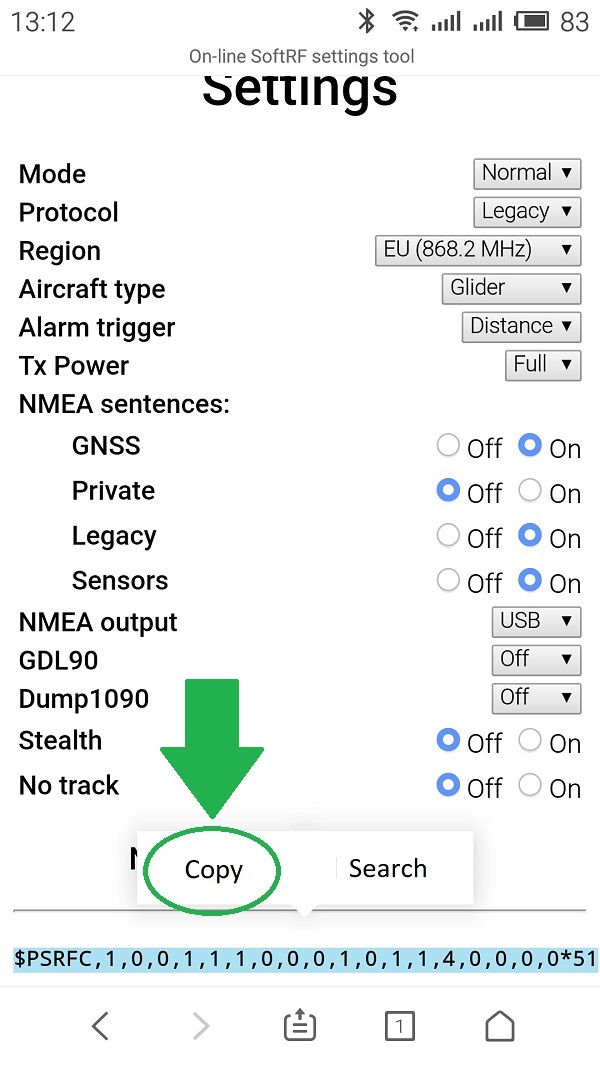 13:12 83
On-line SoftRF settings tool
Settings
Mode Normal
Protocol Legacy
Region EU (868.2 MHz)
Aircraft type Glider
Alarm trigger Distance
Tx Power Full
NMEA sentences:
GNSS Off On
Private Off On
Legacy Off On
Sensors Off On
NMEA output USB
GDL90 Off
Dump1090 Off
Stealth Off On
No track Off On
Copy Search
$PSRFC,1,0,0,1,1,1,0,0,0,1,0,1,1,4,0,0,0,0*51
1